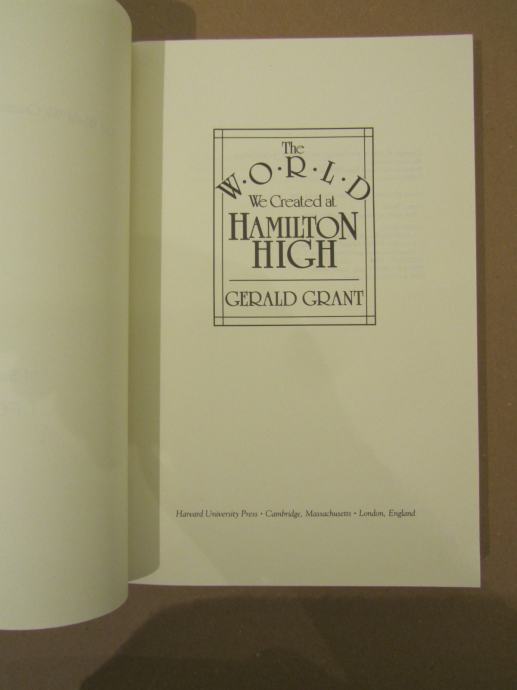 The
W·O·R·L·D
We Created at
HAMILTON
HIGH
GERALD GRANT
Harvard University Press • Cambridge, Massachusetts • London, England